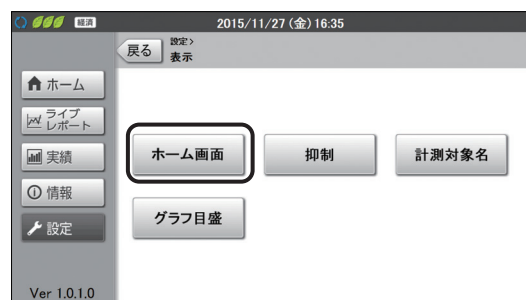 経済
2015/11/27 (金) 16:35
戻る
設定>
表示
ホーム
ライブ
レポート
実績
情報
設定
ホーム画面
抑制
計測対象名
グラフ目盛
Ver 1.0.1.0